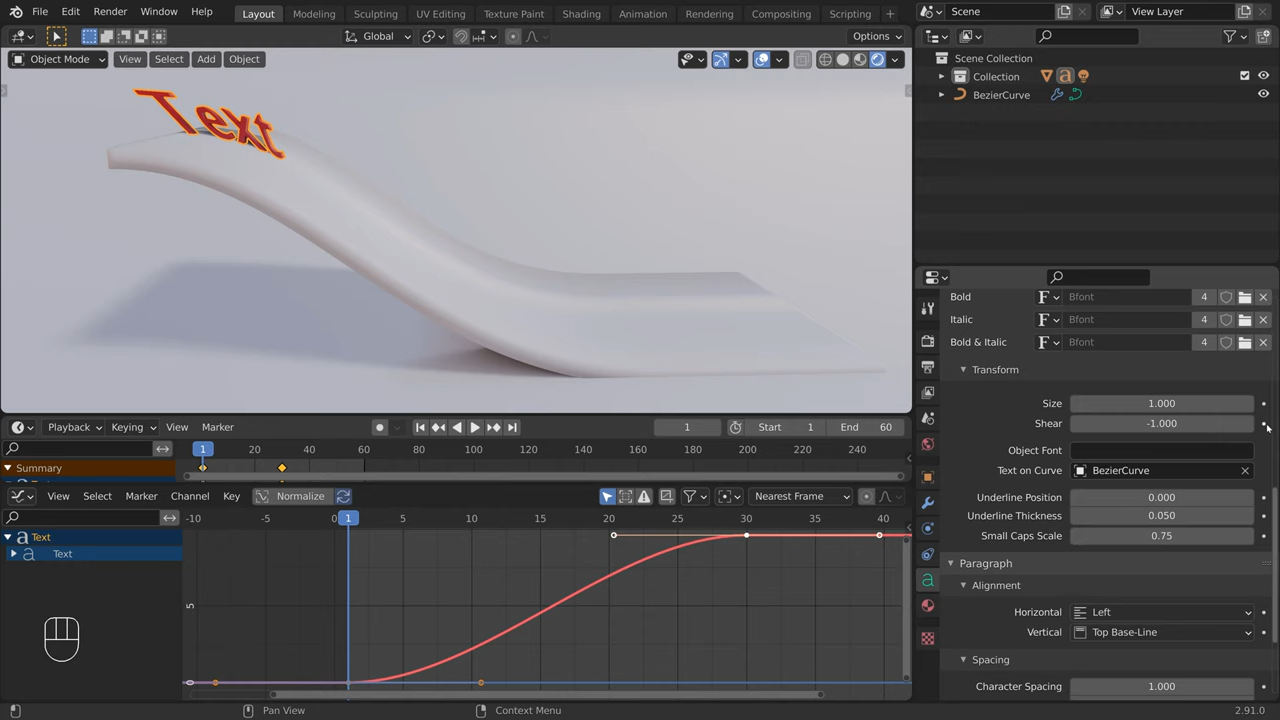 File Edit Render Window Help Layout Modeling Sculpting UV Editing Texture Paint Shading Animation Rendering Compositing Scripting Scene View Layer
Global Options
Object Mode View Select Add Object
Scene Collection
Collection
BezierCurve
Text
Bold Bfont 4
Italic Bfont 4
Bold & Italic Bfont 4
Transform
Size 1.000
Shear -1.000
Object Font
Text on Curve BezierCurve
Underline Position 0.000
Underline Thickness 0.050
Small Caps Scale 0.75
Paragraph
Alignment
Horizontal Left
Vertical Top Base-Line
Spacing
Character Spacing 1.000
Playback Keying View Marker 1 Start 1 End 60
1 20 40 60 80 100 120 140 160 180 200 220 240
Summary
View Select Marker Channel Key Normalize Nearest Frame
-10 -5 0 1 5 10 15 20 25 30 35 40
Text
Text
5
Pan View Context Menu 2.91.0